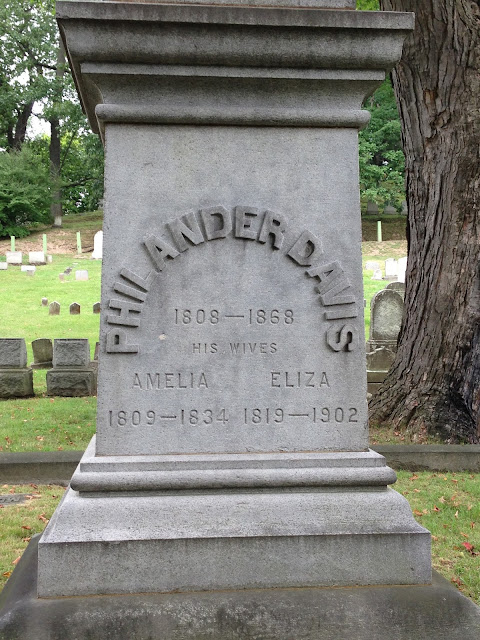 PHILANDER DAVIS
1808—1868
HIS WIVES
AMELIA ELIZA
1809—1834 1819—1902